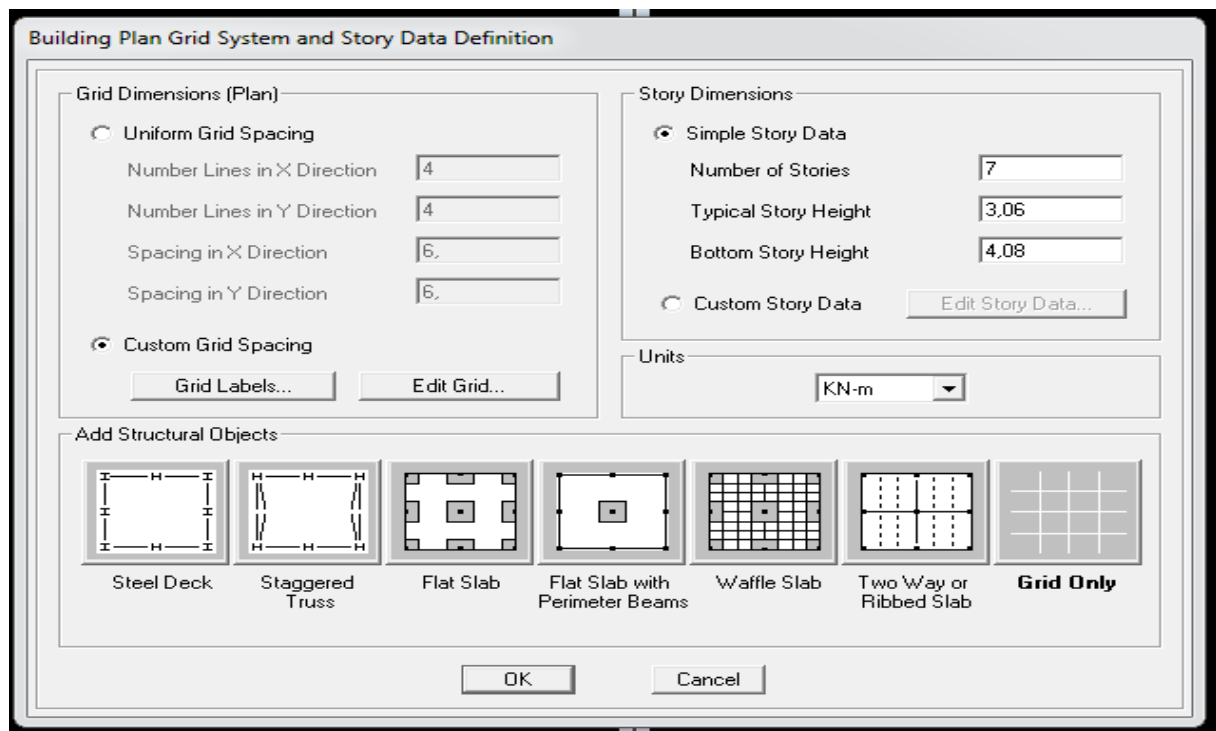 Building Plan Grid System and Story Data Definition
Grid Dimensions (Plan)
Uniform Grid Spacing
Number Lines in X Direction 4
Number Lines in Y Direction 4
Spacing in X Direction 6,
Spacing in Y Direction 6,
Custom Grid Spacing
Grid Labels... Edit Grid...
Story Dimensions
Simple Story Data
Number of Stories 7
Typical Story Height 3,06
Bottom Story Height 4,08
Custom Story Data Edit Story Data...
Units
KN-m
Add Structural Objects
Steel Deck
Staggered
Truss
Flat Slab
Flat Slab with
Perimeter Beams
Waffle Slab
Two Way or
Ribbed Slab
Grid Only
OK Cancel